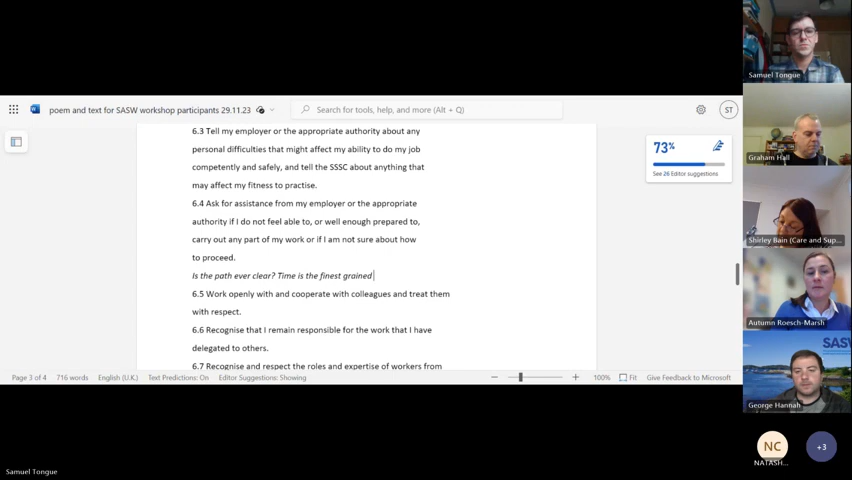 Samuel Tongue
poem and text for SASW workshop participants 29.11.23
Search for tools, help, and more (Alt + Q)
ST
6.3 Tell my employer or the appropriate authority about any
personal difficulties that might affect my ability to do my job
competently and safely, and tell the SSSC about anything that
may affect my fitness to practise.
6.4 Ask for assistance from my employer or the appropriate
authority if I do not feel able to, or well enough prepared to,
carry out any part of my work or if I am not sure about how
to proceed.
Is the path ever clear? Time is the finest grained
6.5 Work openly with and cooperate with colleagues and treat them
with respect.
6.6 Recognise that I remain responsible for the work that I have
delegated to others.
6.7 Recognise and respect the roles and expertise of workers from
73%
See 26 Editor suggestions
Page 3 of 4 716 words English (U.K.) Text Predictions: On Editor Suggestions: Showing
100% Fit Give Feedback to Microsoft
Graham Hall
Shirley Bain (Care and Sup...
Autumn Roesch-Marsh
SASW
George Hannah
NC
NATASH...
+3
Samuel Tongue